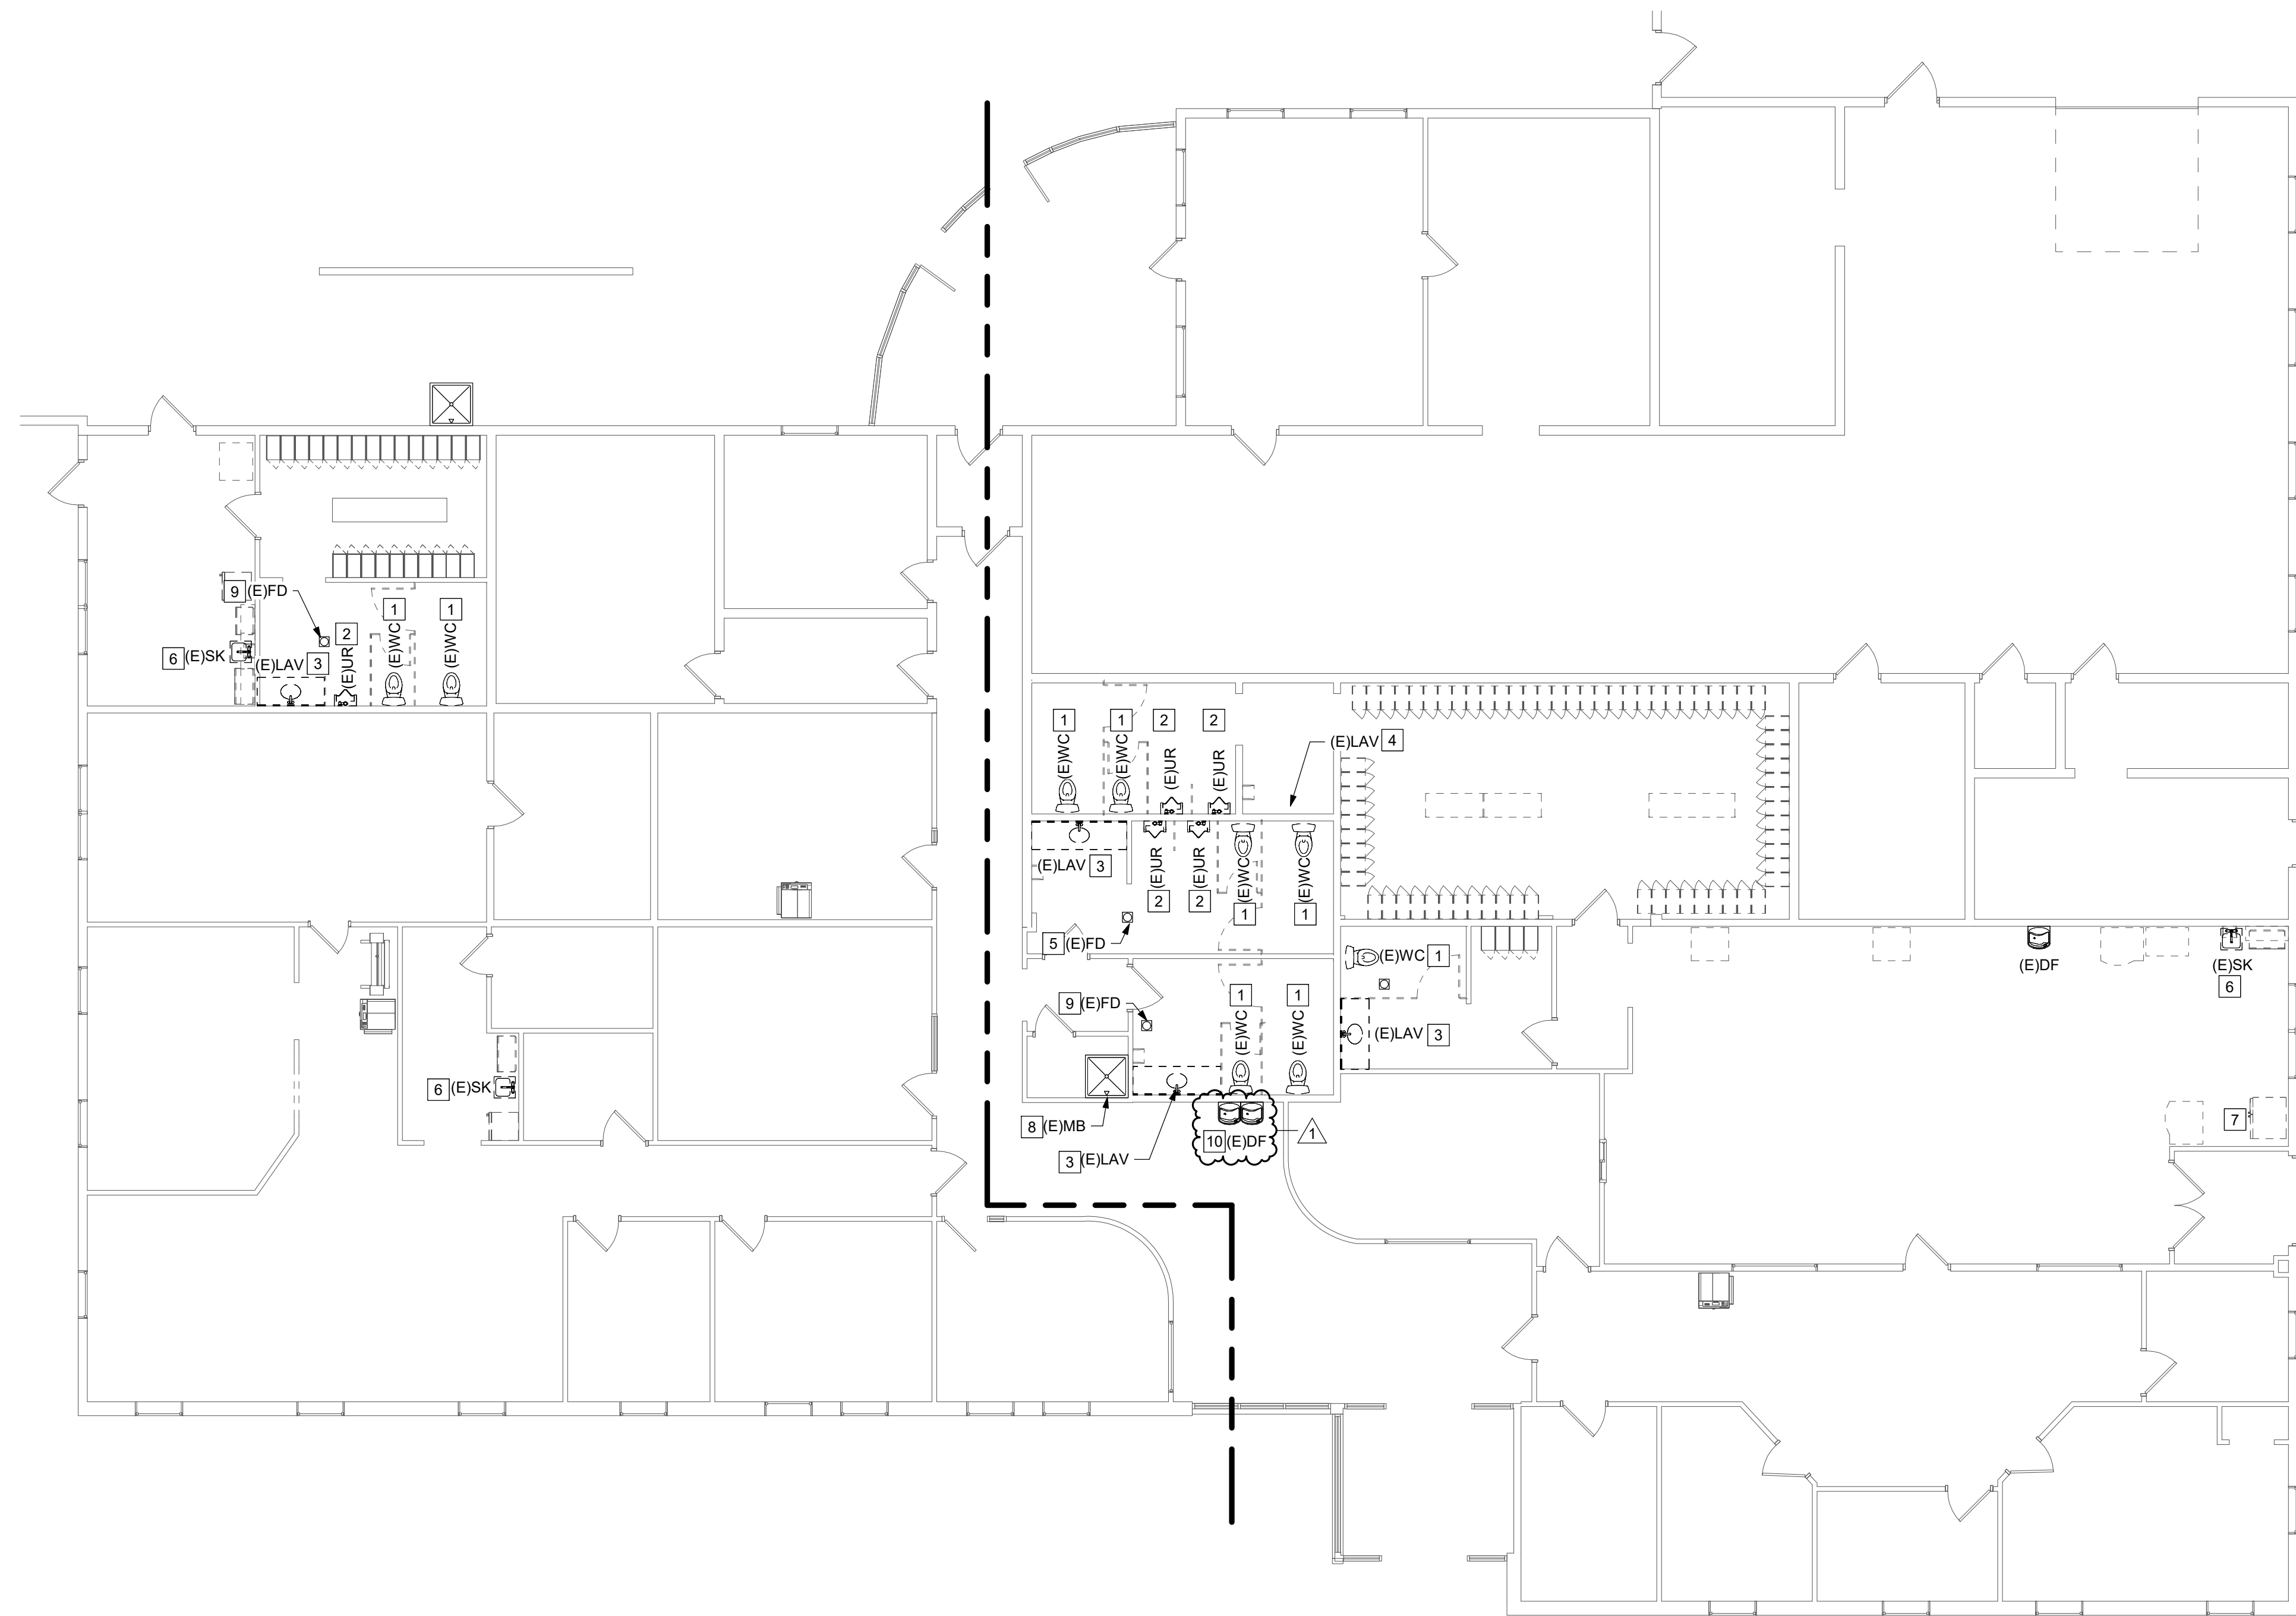 9 (E)FD
1
1
2
(E)WC
(E)WC
6 (E)SK
(E)LAV 3
(E)UR
1
1
2
2
(E)LAV 4
(E)WC
(E)WC
(E)UR
(E)UR
(E)LAV 3
(E)UR
(E)UR
(E)WC
(E)WC
2
2
1
1
5 (E)FD
(E)WC 1
(E)DF
(E)SK
6
9 (E)FD
1
1
(E)WC
(E)WC
(E)LAV 3
6 (E)SK
8 (E)MB
10 (E)DF
1
7
3 (E)LAV